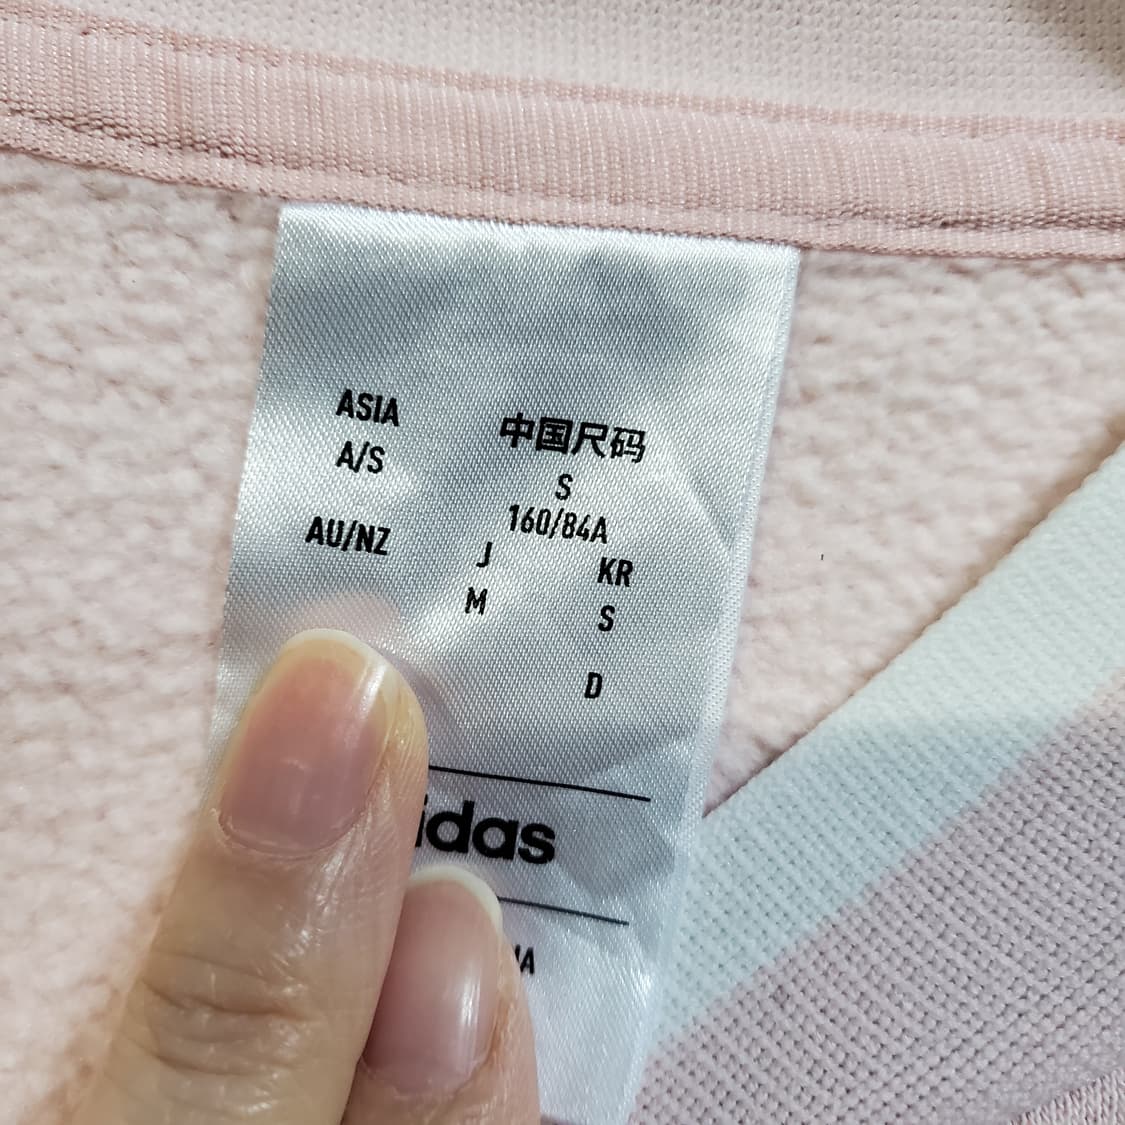 ASIA
A/S
中国尺码
S
160/84A
AU/NZ
J
KR
M
S
D
idas